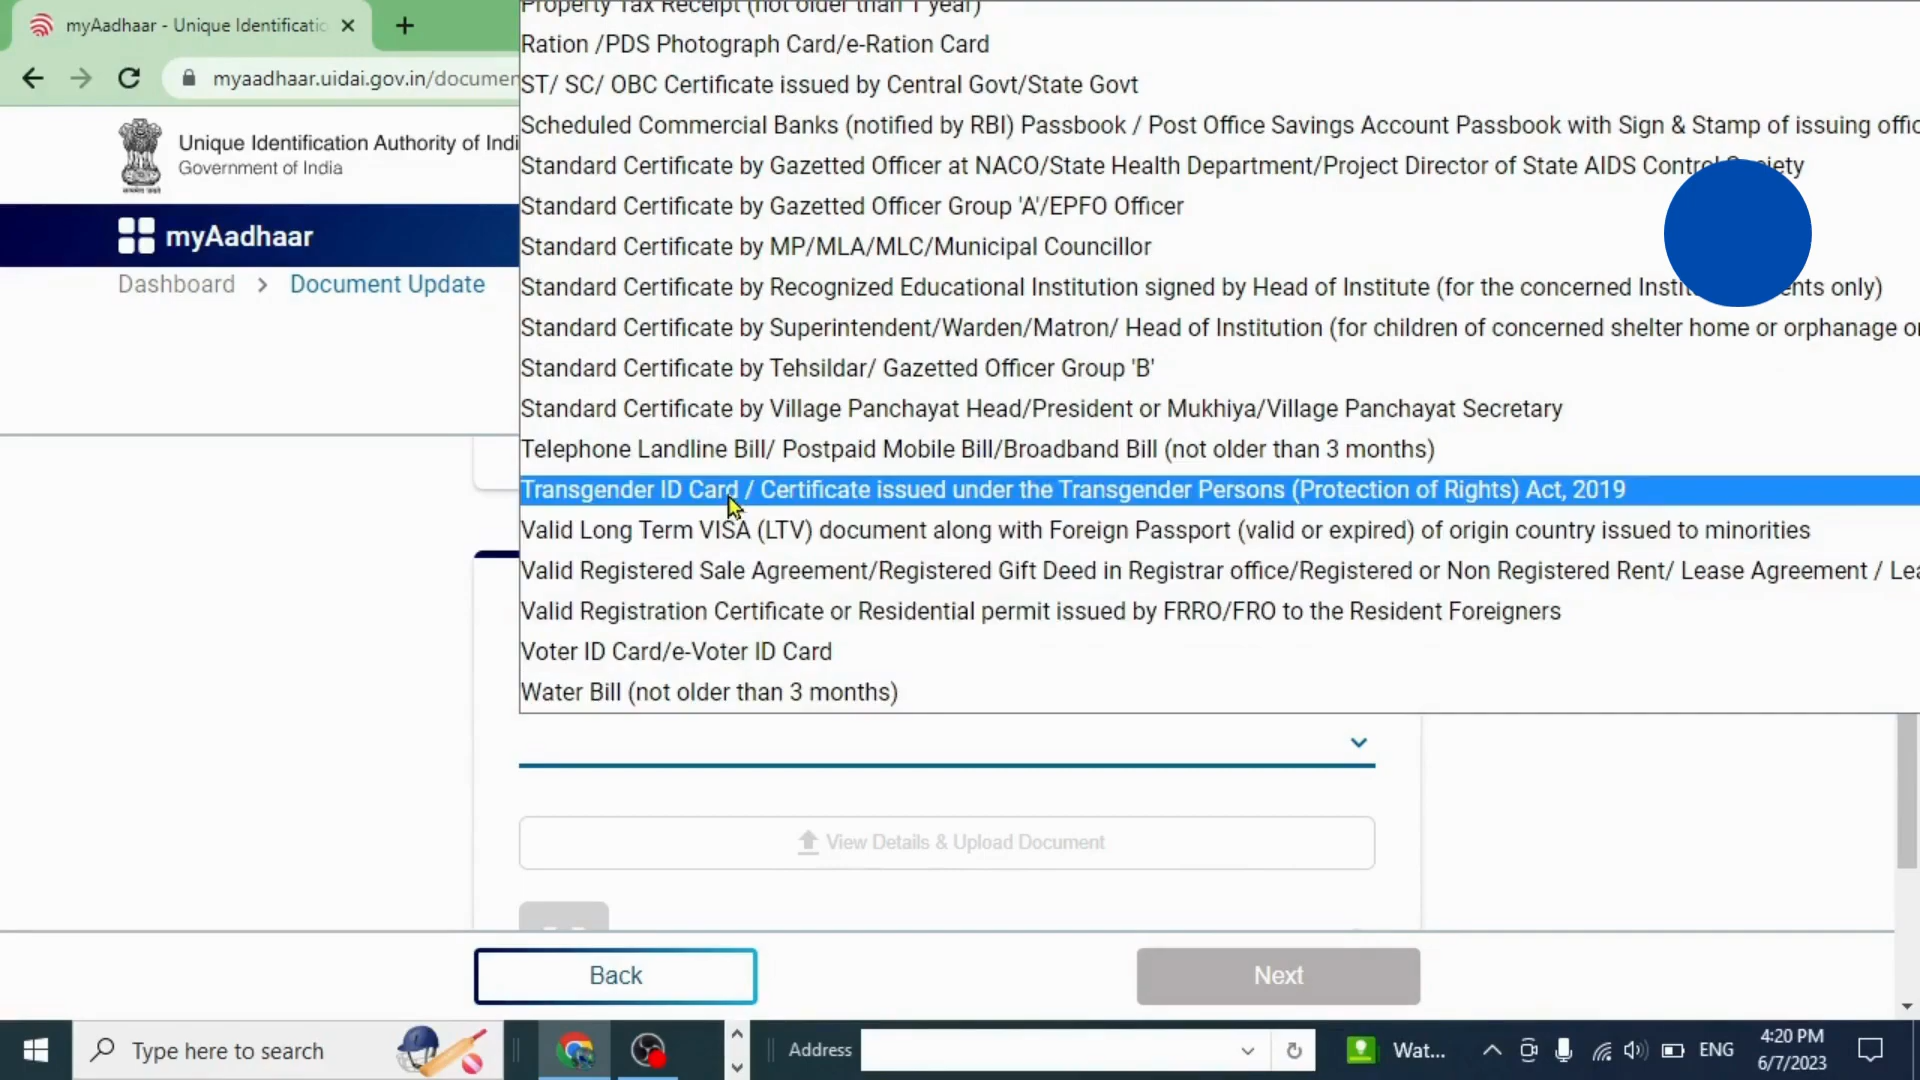 myAadhaar - Unique Identificatio
myaadhaar.uidai.gov.in/documen
Unique Identification Authority of Indi
Government of India
myAadhaar
Dashboard > Document Update
Property Tax Receipt (not older than 1 year)
Ration /PDS Photograph Card/e-Ration Card
ST/ SC/ OBC Certificate issued by Central Govt/State Govt
Scheduled Commercial Banks (notified by RBI) Passbook / Post Office Savings Account Passbook with Sign & Stamp of issuing offic
Standard Certificate by Gazetted Officer at NACO/State Health Department/Project Director of State AIDS Control Society
Standard Certificate by Gazetted Officer Group 'A'/EPFO Officer
Standard Certificate by MP/MLA/MLC/Municipal Councillor
Standard Certificate by Recognized Educational Institution signed by Head of Institute (for the concerned only)
Standard Certificate by Superintendent/Warden/Matron/ Head of Institution (for children of concerned shelter home or orphanage
Standard Certificate by Tehsildar/ Gazetted Officer Group 'B'
Standard Certificate by Village Panchayat Head/President or Mukhiya/Village Panchayat Secretary
Telephone Landline Bill/ Postpaid Mobile Bill/Broadband Bill (not older than 3 months)
Transgender ID Card / Certificate issued under the Transgender Persons (Protection of Rights) Act, 2019
Valid Long Term VISA (LTV) document along with Foreign Passport (valid or expired) of origin country issued to minorities
Valid Registered Sale Agreement/Registered Gift Deed in Registrar office/Registered or Non Registered Rent/ Lease Agreement / Lea
Valid Registration Certificate or Residential permit issued by FRRO/FRO to the Resident Foreigners
Voter ID Card/e-Voter ID Card
Water Bill (not older than 3 months)
View Details & Upload Document
Back
Next
Type here to search
Address
Wat...
ENG
4:20 PM
6/7/2023